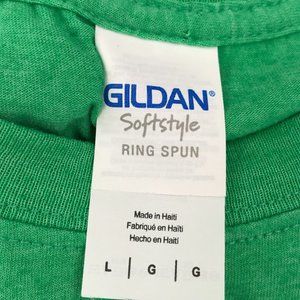 GILDAN®
Softstyle
RING SPUN
Made in Haiti
Fabriqué en Haïti
Hecho en Haití
L | G | G